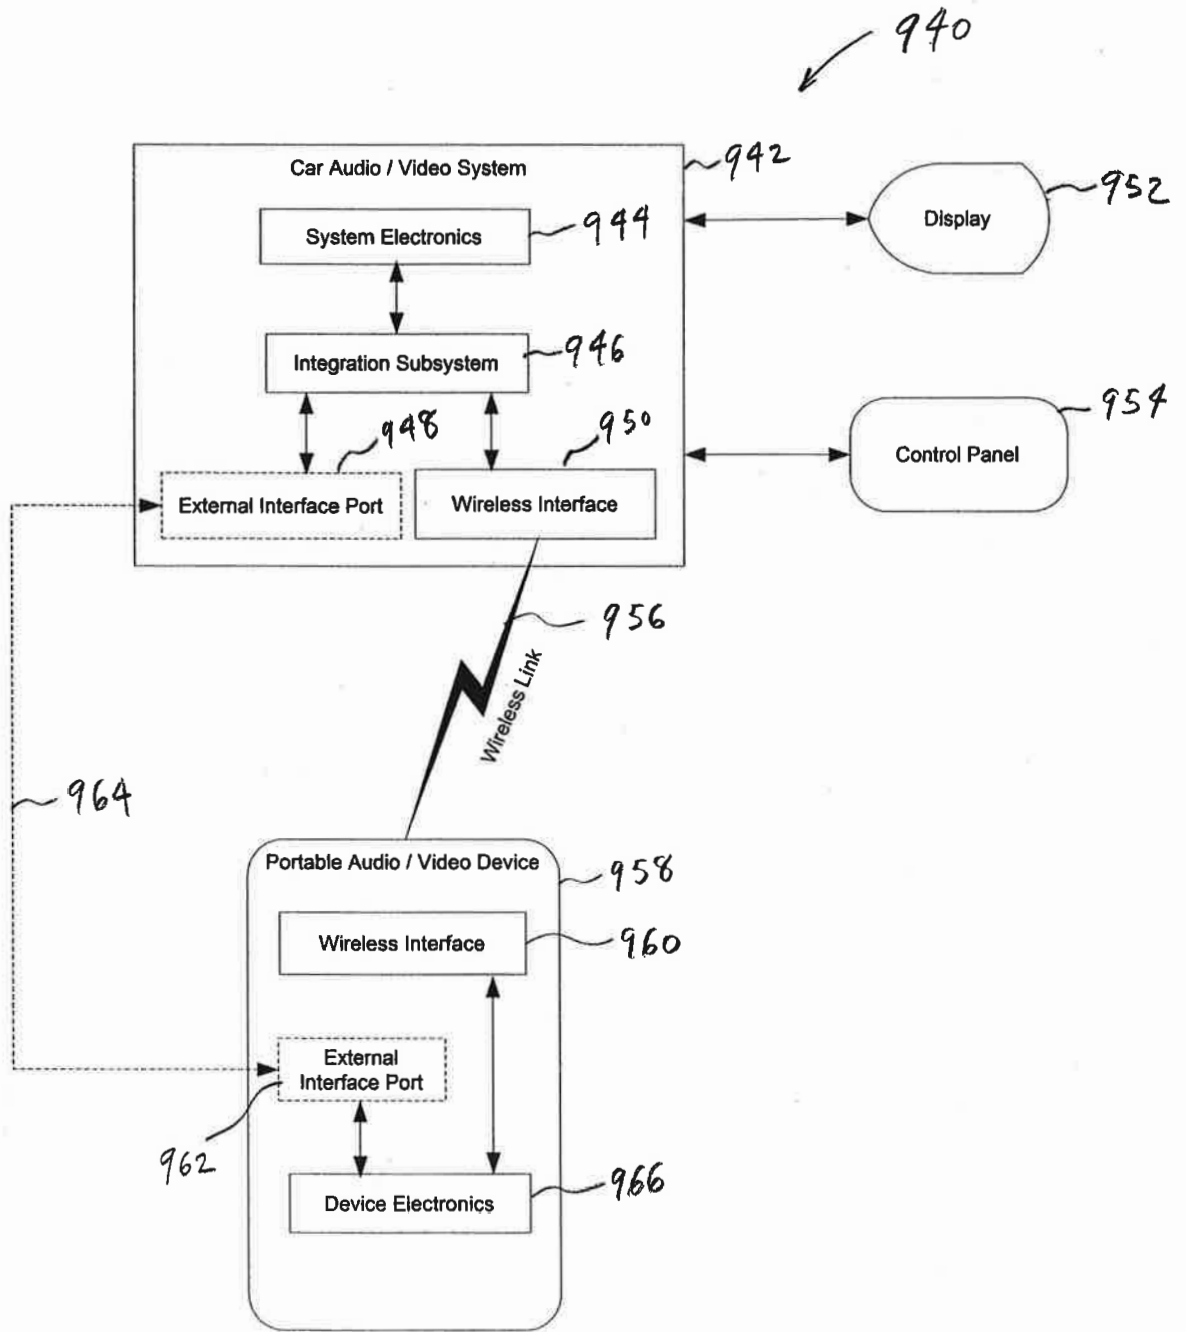 940
Car Audio / Video System
942
952
System Electronics
944
Display
Integration Subsystem
946
948
950
954
External Interface Port
Wireless Interface
Control Panel
956
Wireless Link
964
Portable Audio / Video Device
958
Wireless Interface
960
External
Interface Port
962
966
Device Electronics